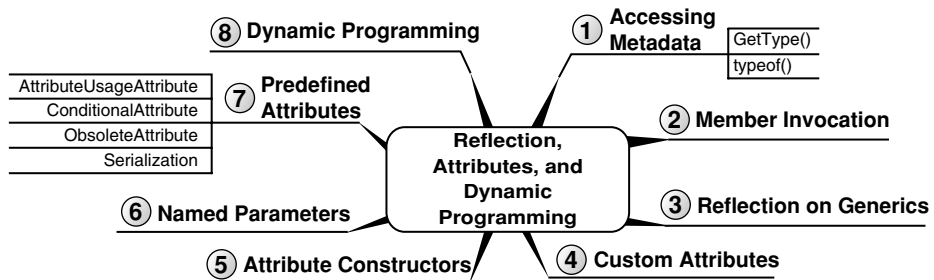 Reflection,
Attributes, and
Dynamic
Programming
1 Accessing
Metadata
GetType()
typeof()
2 Member Invocation
3 Reflection on Generics
4 Custom Attributes
5 Attribute Constructors
6 Named Parameters
7 Predefined
Attributes
AttributeUsageAttribute
ConditionalAttribute
ObsoleteAttribute
Serialization
8 Dynamic Programming